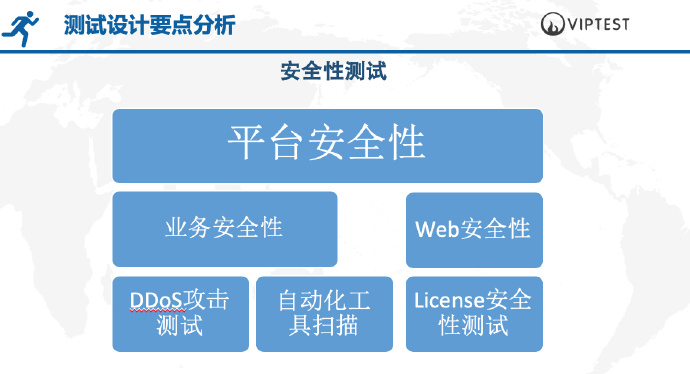 测试设计要点分析
VIPTEST
安全性测试
平台安全性
业务安全性
Web安全性
DDoS攻击
测试
自动化工
具扫描
License安全
性测试